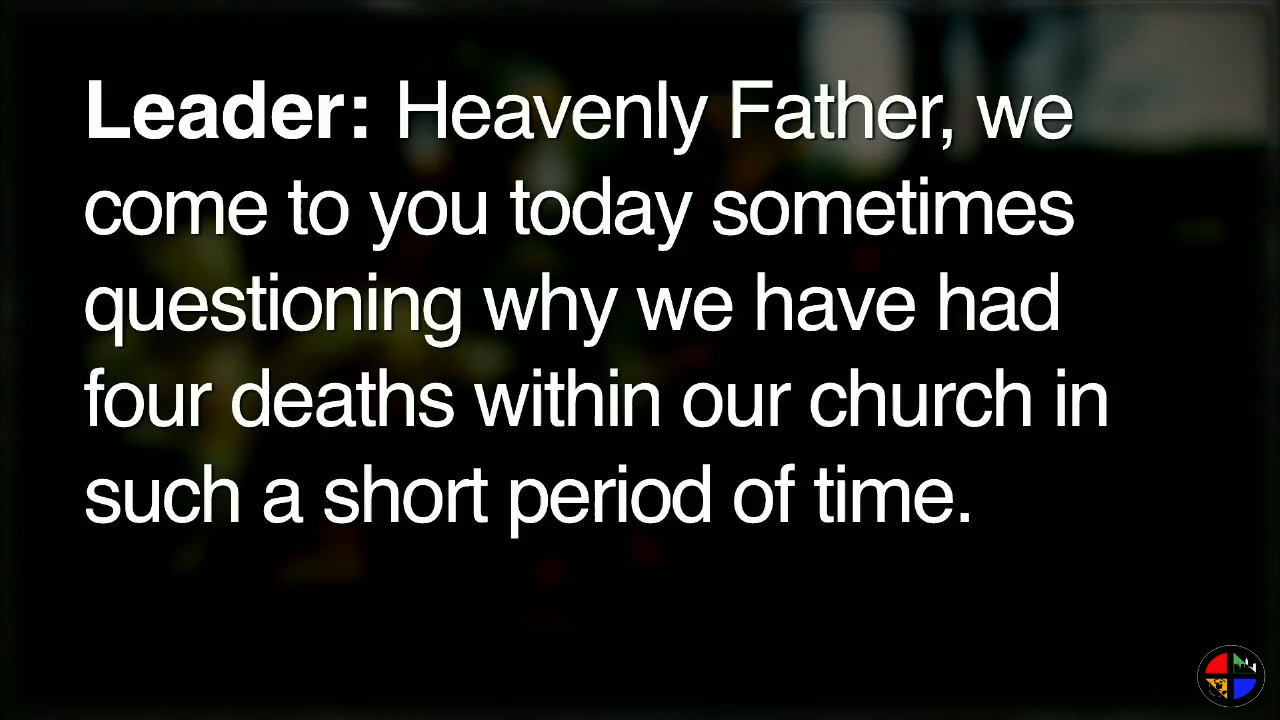 Leader: Heavenly Father, we
come to you today sometimes
questioning why we have had
four deaths within our church in
such a short period of time.